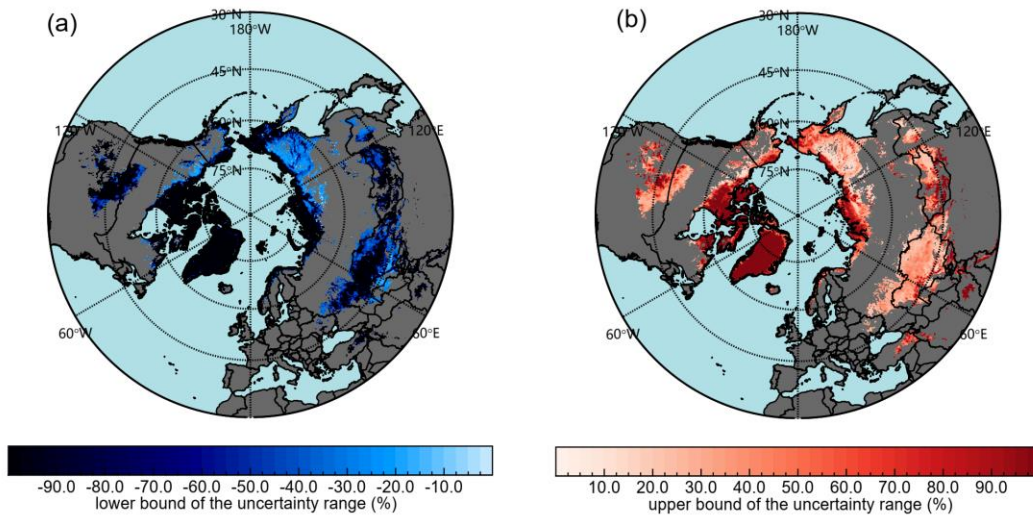 (a)
30°N
180°W
45°N
60°N
75°N
120°W
120°E
60°W
60°E
-90.0 -80.0 -70.0 -60.0 -50.0 -40.0 -30.0 -20.0 -10.0
lower bound of the uncertainty range (%)
(b)
30°N
180°W
45°N
60°N
75°N
120°W
120°E
60°W
60°E
10.0 20.0 30.0 40.0 50.0 60.0 70.0 80.0 90.0
upper bound of the uncertainty range (%)